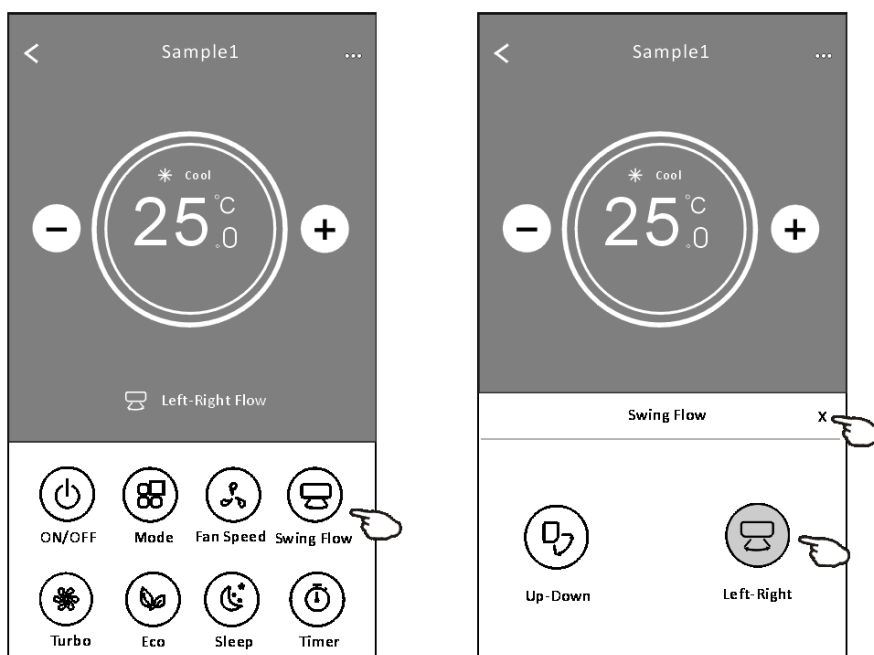 Sample1
...
Cool
25 °C
.0
Left-Right Flow
ON/OFF Mode Fan Speed Swing Flow
Turbo Eco Sleep Timer
Sample1
...
Cool
25 °C
.0
Swing Flow X
Up-Down Left-Right